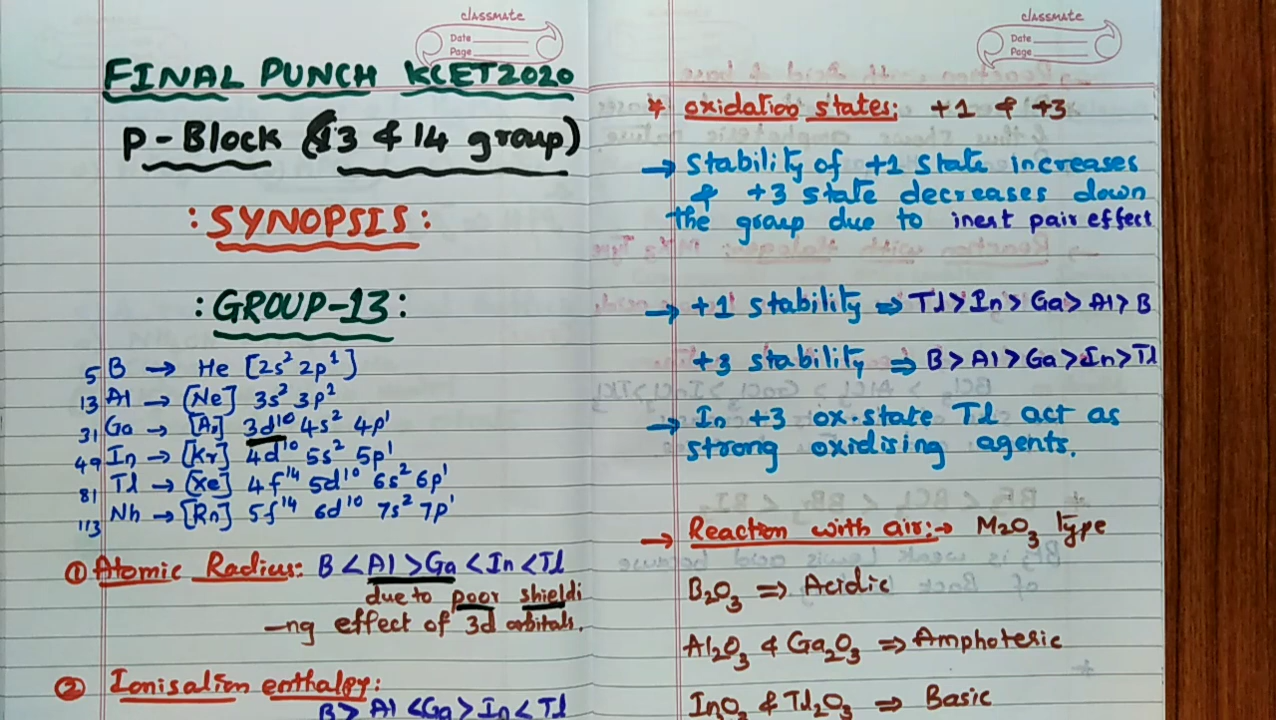 classmate
Date
Page
FINAL PUNCH KCET2020
P-Block (13 & 14 group)
:SYNOPSIS:
:GROUP-13:
5B → He [2s² 2p¹]
13Al → [Ne] 3s² 3p²
31Ga → [Ar] 3d¹⁰ 4s² 4p¹
49In → [Kr] 4d¹⁰ 5s² 5p¹
81Tl → [Xe] 4f¹⁴ 5d¹⁰ 6s² 6p¹
113Nh → [Rn] 5f¹⁴ 6d¹⁰ 7s² 7p¹
① Atomic Radius: B < Al > Ga < In < Tl
due to poor shieldi
-ng effect of 3d orbitals.
② Ionisation enthalpy:
B > Al < Ga > In < Tl
classmate
Date
Page
* oxidation states: +1 & +3
→ Stability of +1 state increases
& +3 state decreases down
the group due to inert pair effect
→ +1 stability ⇒ Tl > In > Ga > Al > B
+3 stability ⇒ B > Al > Ga > In > Tl
→ In +3 ox.state Tl act as
strong oxidising agents.
→ Reaction with air:→ M₂O₃ Type
B₂O₃ ⇒ Acidic
Al₂O₃ & Ga₂O₃ ⇒ Amphoteric
InO₃ & Tl₂O₃ ⇒ Basic